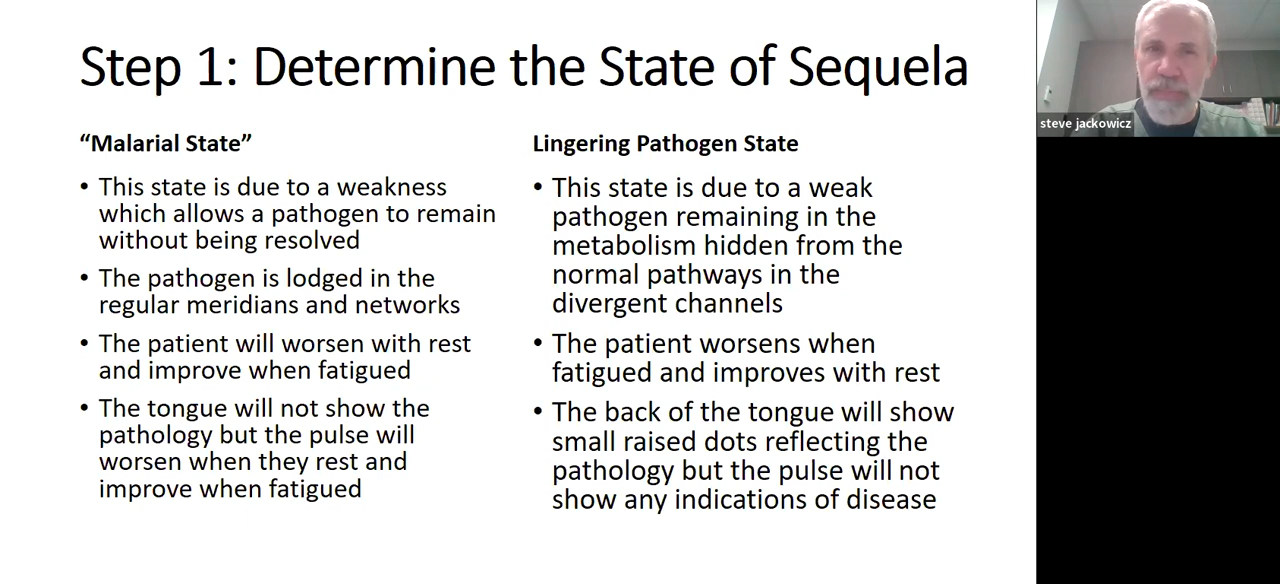 Step 1: Determine the State of Sequela
“Malarial State”
• This state is due to a weakness
which allows a pathogen to remain
without being resolved
• The pathogen is lodged in the
regular meridians and networks
• The patient will worsen with rest
and improve when fatigued
• The tongue will not show the
pathology but the pulse will
worsen when they rest and
improve when fatigued
Lingering Pathogen State
• This state is due to a weak
pathogen remaining in the
metabolism hidden from the
normal pathways in the
divergent channels
• The patient worsens when
fatigued and improves with rest
• The back of the tongue will show
small raised dots reflecting the
pathology but the pulse will not
show any indications of disease
steve jackowicz